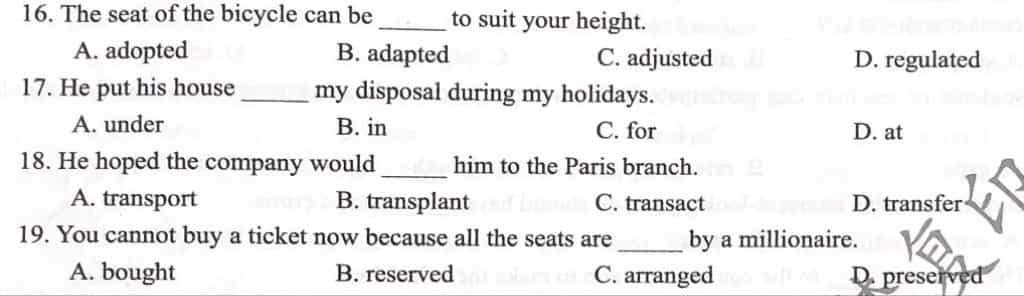 16. The seat of the bicycle can be ______ to suit your height.
A. adopted B. adapted C. adjusted D. regulated
17. He put his house ______ my disposal during my holidays.
A. under B. in C. for D. at
18. He hoped the company would ______ him to the Paris branch.
A. transport B. transplant C. transact D. transfer
19. You cannot buy a ticket now because all the seats are ______ by a millionaire.
A. bought B. reserved C. arranged D. preserved